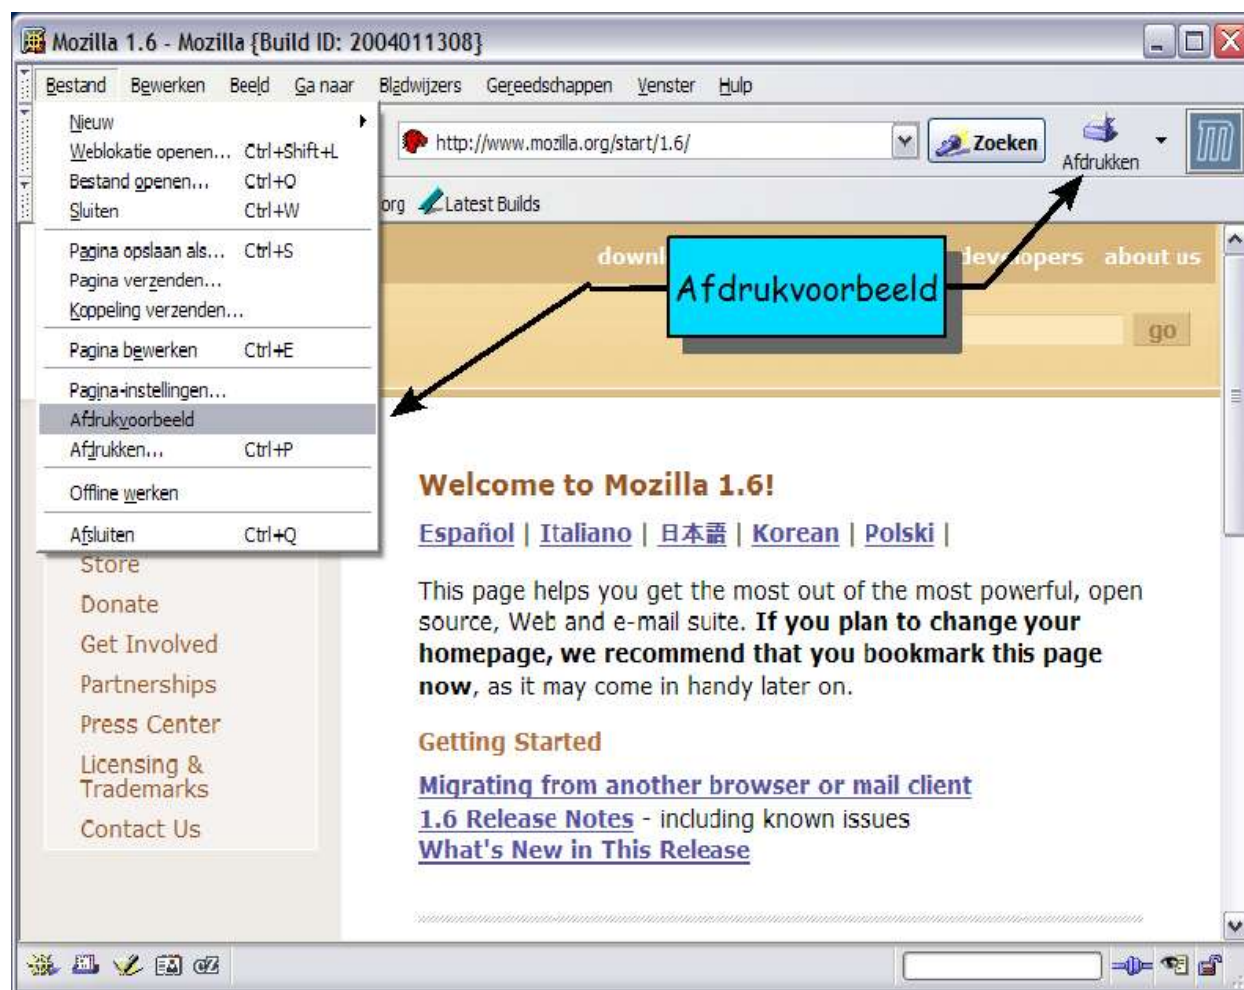 Mozilla 1.6 - Mozilla {Build ID: 2004011308}
Bestand Bewerken Beeld Ga naar Bladwijzers Gereedschappen Venster Hulp
Nieuw
Weblokatie openen... Ctrl+Shift+L
Bestand openen... Ctrl+O
Sluiten Ctrl+W
Pagina opslaan als... Ctrl+S
Pagina verzenden...
Koppeling verzenden...
Pagina bewerken Ctrl+E
Pagina-instellingen...
Afdrukvoorbeeld
Afdrukken... Ctrl+P
Offline werken
Afsluiten Ctrl+Q
http://www.mozilla.org/start/1.6/
Zoeken
Afdrukken
org Latest Builds
developers about us
Afdrukvoorbeeld
go
Store
Donate
Get Involved
Partnerships
Press Center
Licensing &
Trademarks
Contact Us
Welcome to Mozilla 1.6!
Español | Italiano | 日本語 | Korean | Polski |
This page helps you get the most out of the most powerful, open
source, Web and e-mail suite. If you plan to change your
homepage, we recommend that you bookmark this page
now, as it may come in handy later on.
Getting Started
Migrating from another browser or mail client
1.6 Release Notes - including known issues
What's New in This Release